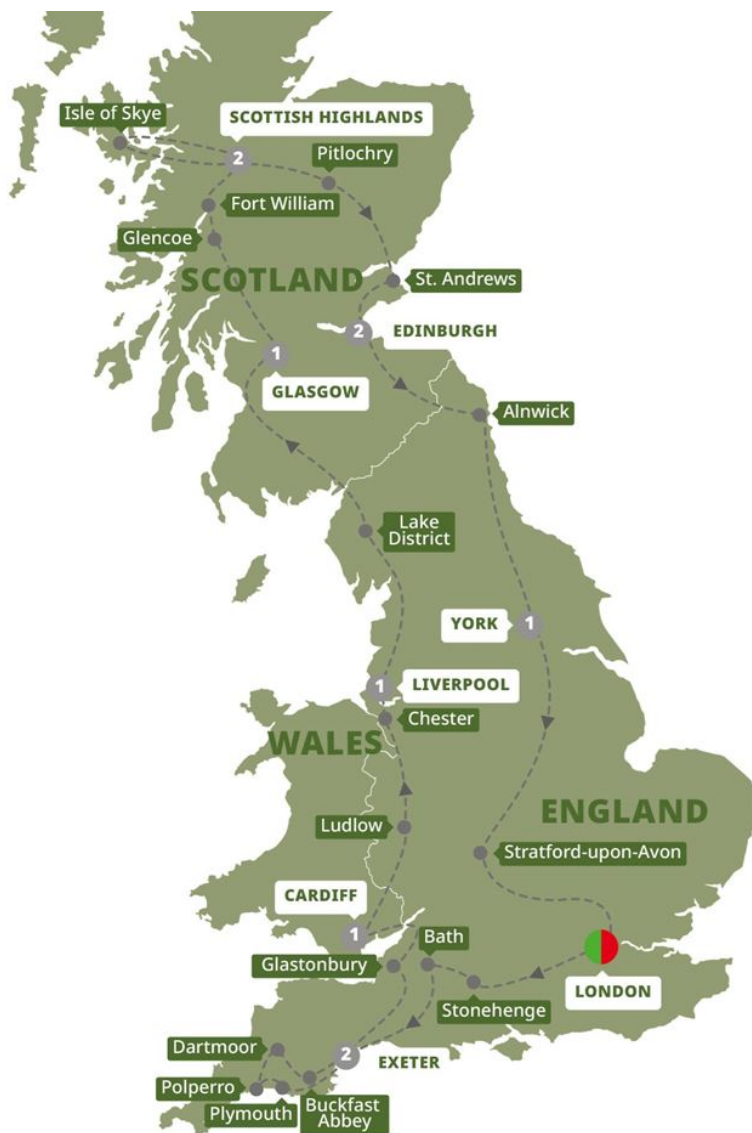 Isle of Skye
SCOTTISH HIGHLANDS
2
Pitlochry
Fort William
Glencoe
SCOTLAND
St. Andrews
2
EDINBURGH
1
GLASGOW
Alnwick
Lake
District
YORK
1
1
LIVERPOOL
Chester
WALES
ENGLAND
Ludlow
Stratford-upon-Avon
CARDIFF
1
Bath
Glastonbury
LONDON
Stonehenge
Dartmoor
2
EXETER
Polperro
Plymouth
Buckfast
Abbey